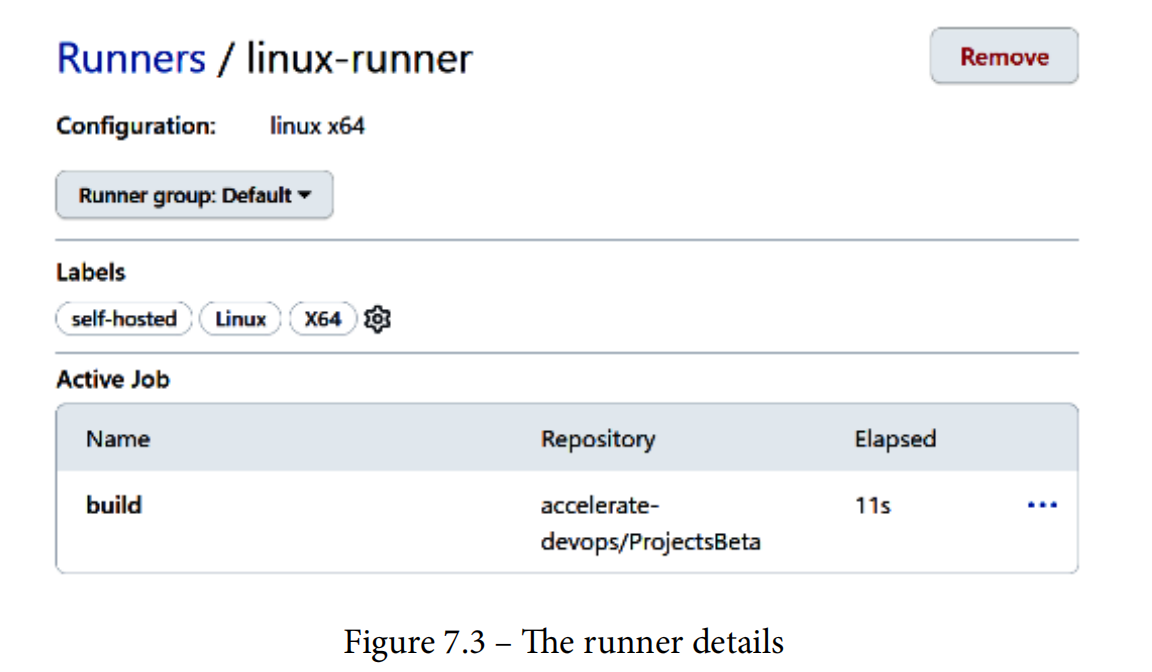 Runners / linux-runner
Remove
Configuration: linux x64
Runner group: Default
Labels
self-hosted Linux X64
Active Job
Name Repository Elapsed
build accelerate- 11s
devops/ProjectsBeta
Figure 7.3 – The runner details